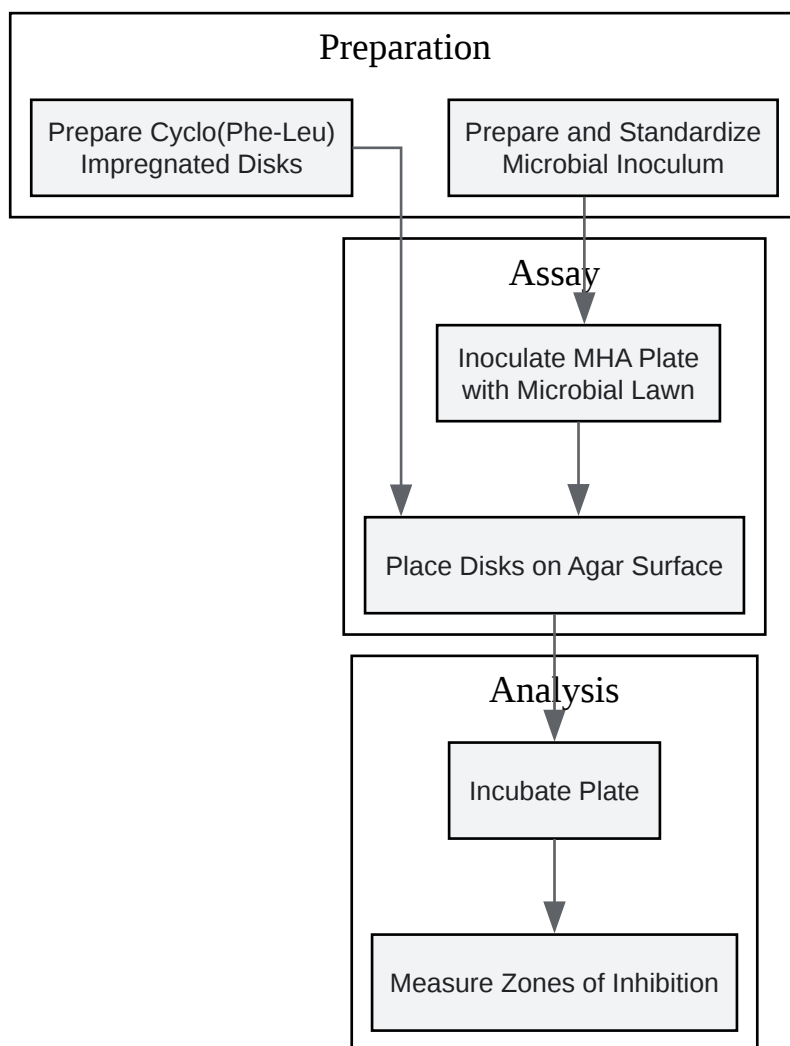 Preparation
Prepare Cyclo(Phe-Leu)
Impregnated Disks
Prepare and Standardize
Microbial Inoculum
Assay
Inoculate MHA Plate
with Microbial Lawn
Place Disks on Agar Surface
Analysis
Incubate Plate
Measure Zones of Inhibition